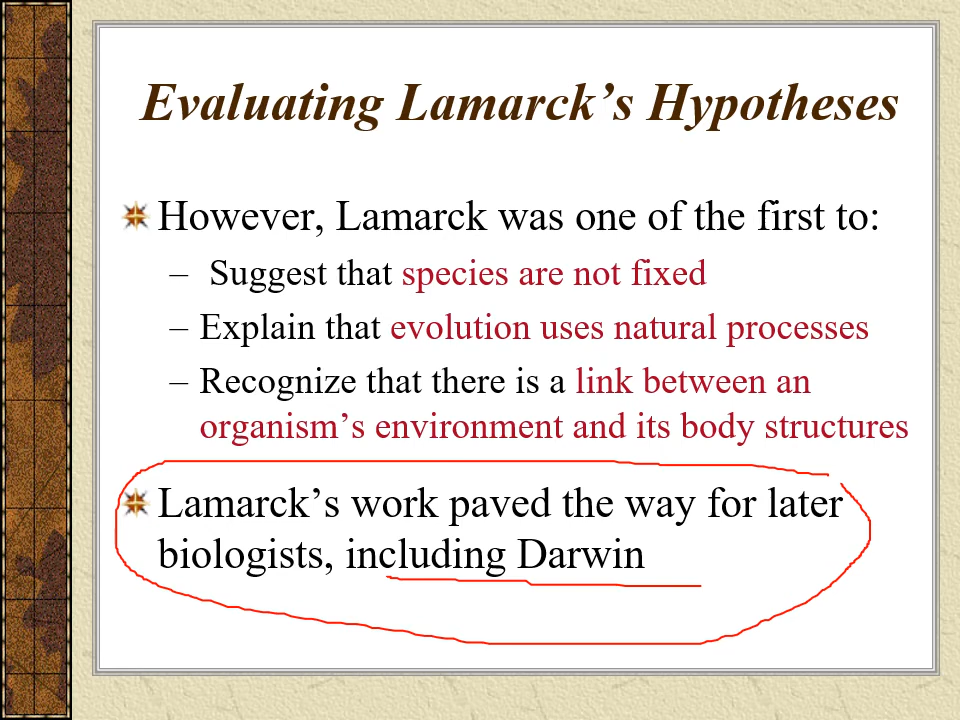 Evaluating Lamarck’s Hypotheses
However, Lamarck was one of the first to:
– Suggest that species are not fixed
– Explain that evolution uses natural processes
– Recognize that there is a link between an
organism’s environment and its body structures
Lamarck’s work paved the way for later
biologists, including Darwin